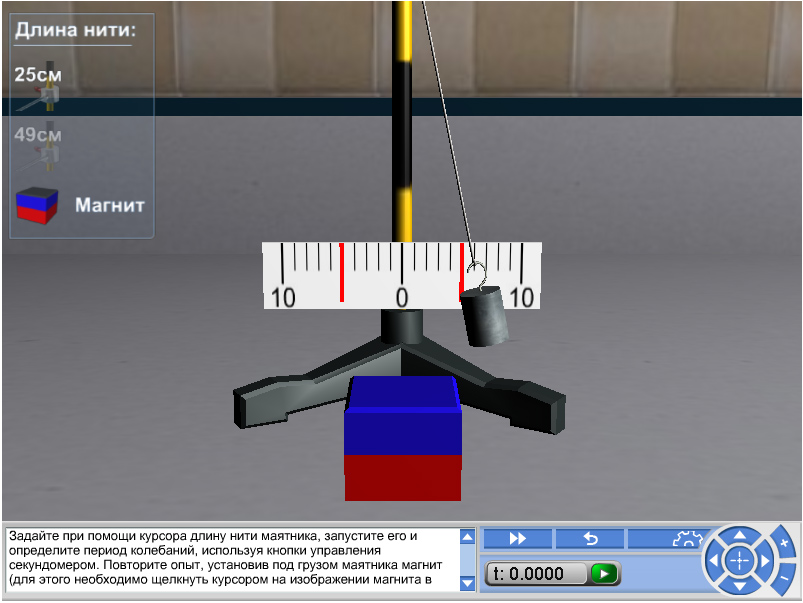 Длина нити:
25см
49см
Магнит
10 0 10
Задайте при помощи курсора длину нити маятника, запустите его и
определите период колебаний, используя кнопки управления
секундомером. Повторите опыт, установив под грузом маятника магнит
(для этого необходимо щелкнуть курсором на изображении магнита в
t: 0.0000